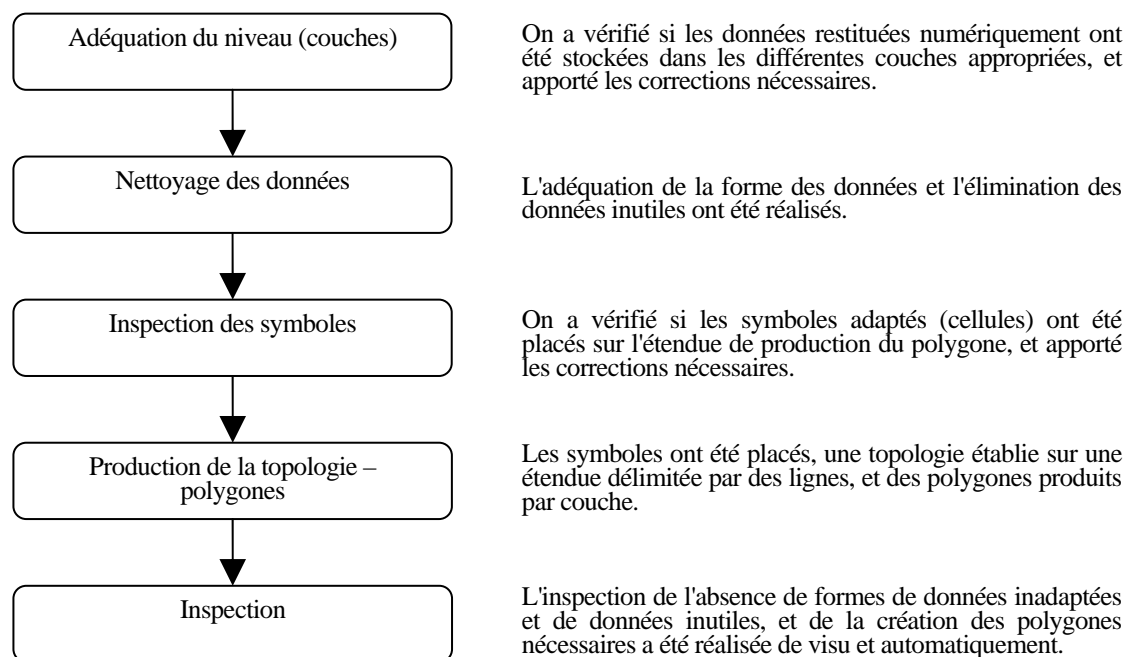 Adéquation du niveau (couches)
On a vérifié si les données restituées numériquement ont
été stockées dans les différentes couches appropriées, et
apporté les corrections nécessaires.
Nettoyage des données
L'adéquation de la forme des données et l'élimination des
données inutiles ont été réalisés.
Inspection des symboles
On a vérifié si les symboles adaptés (cellules) ont été
placés sur l'étendue de production du polygone, et apporté
les corrections nécessaires.
Production de la topologie –
polygones
Les symboles ont été placés, une topologie établie sur une
étendue délimitée par des lignes, et des polygones produits
par couche.
Inspection
L'inspection de l'absence de formes de données inadaptées
et de données inutiles, et de la création des polygones
nécessaires a été réalisée de visu et automatiquement.